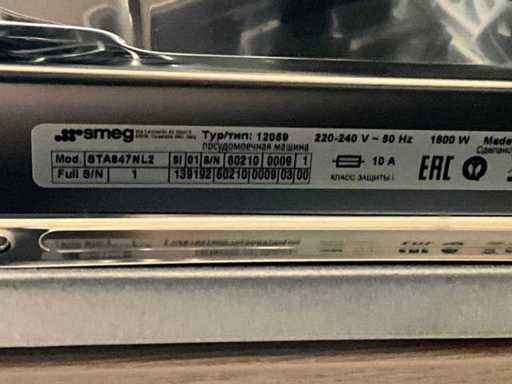 smeg Typ/тип: 12059 220-240 V ~ 50 Hz 1800 W Made
посудомоечная машина
Mod. STA647NL2 SI 01 S/N 60210 0009 1 10 A EAC
Full S/N 1 139192 60210 0009 03 00 КЛАСС ЗАЩИТЫ I